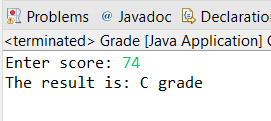 Problems @ Javadoc Declaration
<terminated> Grade [Java Application]
Enter score: 74
The result is: C grade